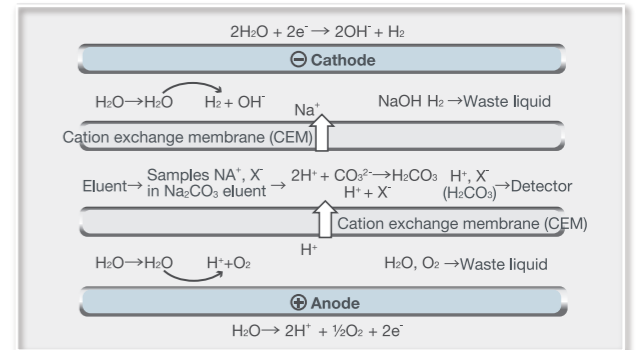 2H₂O + 2e⁻ → 2OH⁻ + H₂
⊖ Cathode
H₂O→H₂O H₂ + OH⁻ Na⁺ NaOH H₂ →Waste liquid
Cation exchange membrane (CEM)
Eluent→ Samples NA⁺, X⁻ → 2H⁺ + CO₃²⁻→H₂CO₃ H⁺, X⁻ →Detector
in Na₂CO₃ eluent H⁺ + X⁻ (H₂CO₃)
Cation exchange membrane (CEM)
H⁺
H₂O→H₂O H⁺+O₂ H₂O, O₂ →Waste liquid
⊕ Anode
H₂O→ 2H⁺ + ½O₂ + 2e⁻